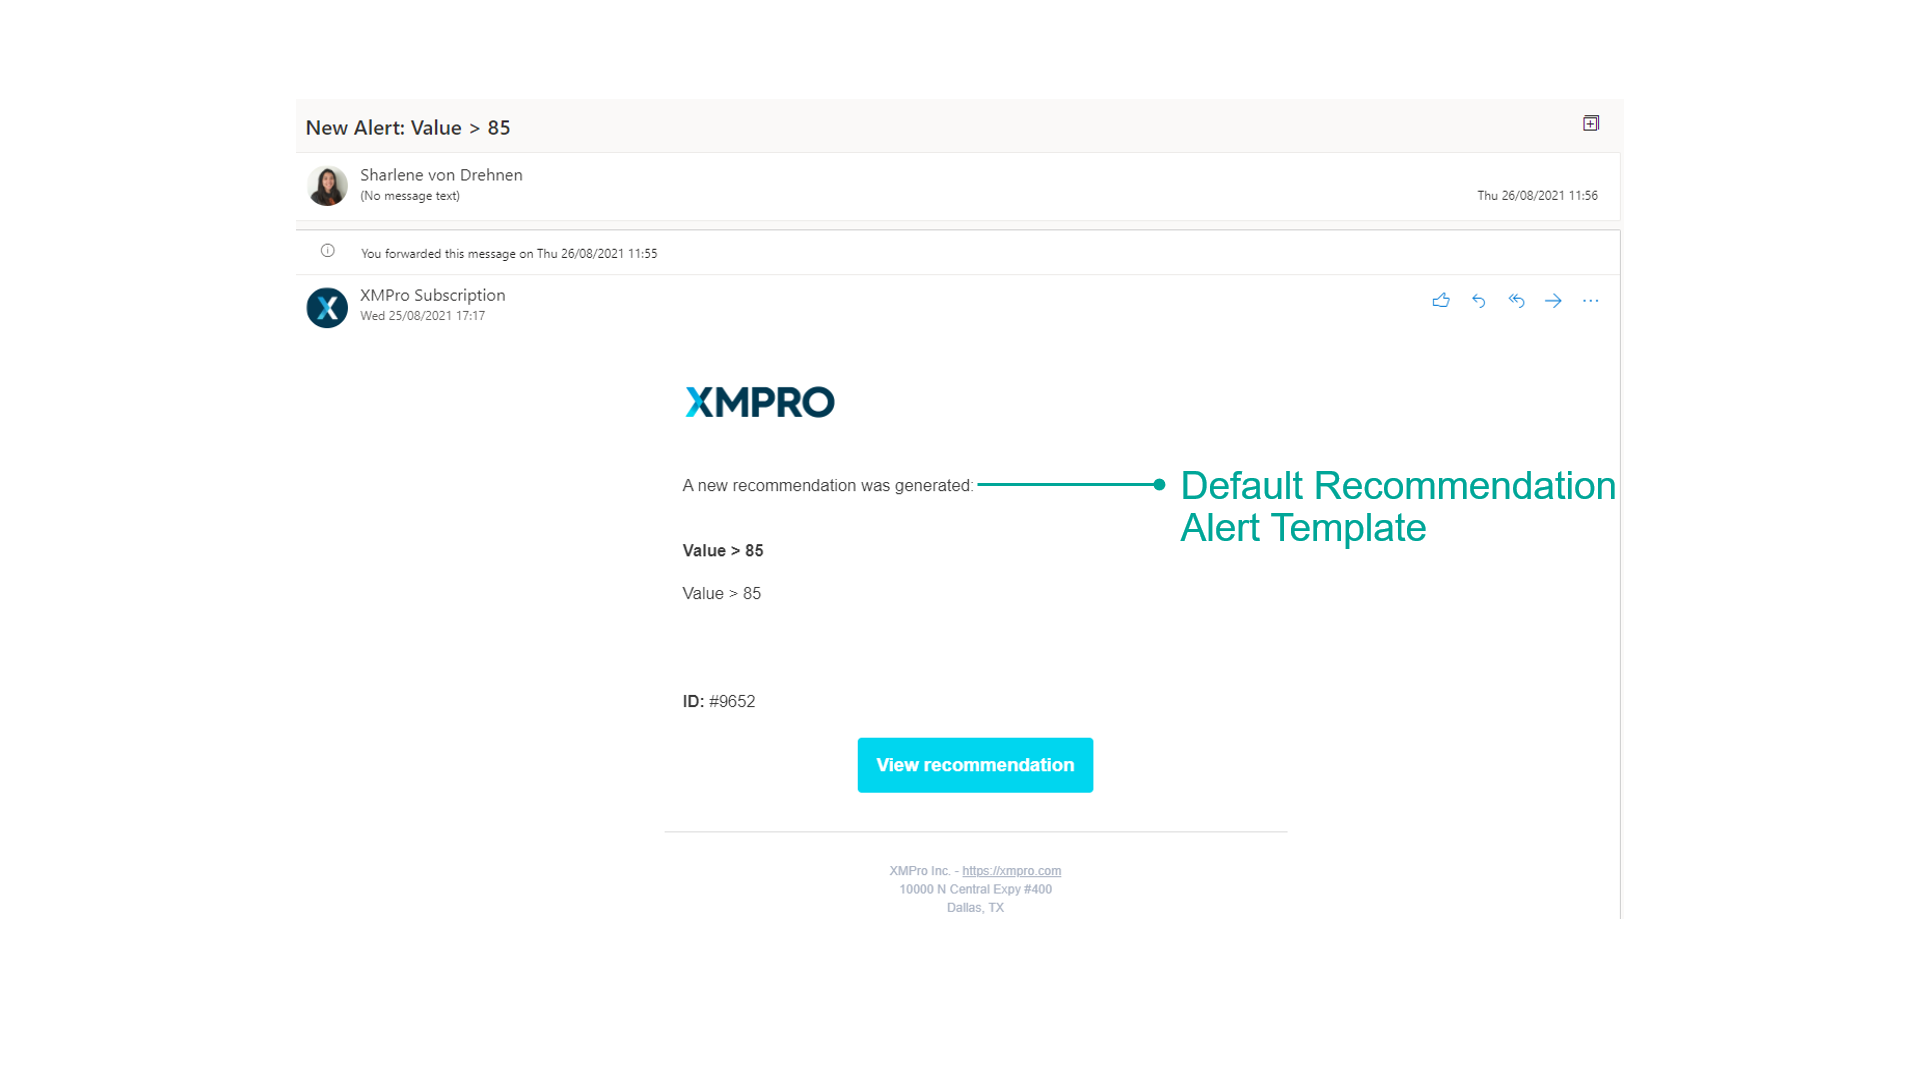 New Alert: Value > 85
Sharlene von Drehnen
(No message text)
Thu 26/08/2021 11:56
You forwarded this message on Thu 26/08/2021 11:55
XMPro Subscription
Wed 25/08/2021 17:17
XMPRO
A new recommendation was generated:
Default Recommendation
Alert Template
Value > 85
Value > 85
ID: #9652
View recommendation
XMPro Inc. - https://xmpro.com
10000 N Central Expy #400
Dallas, TX